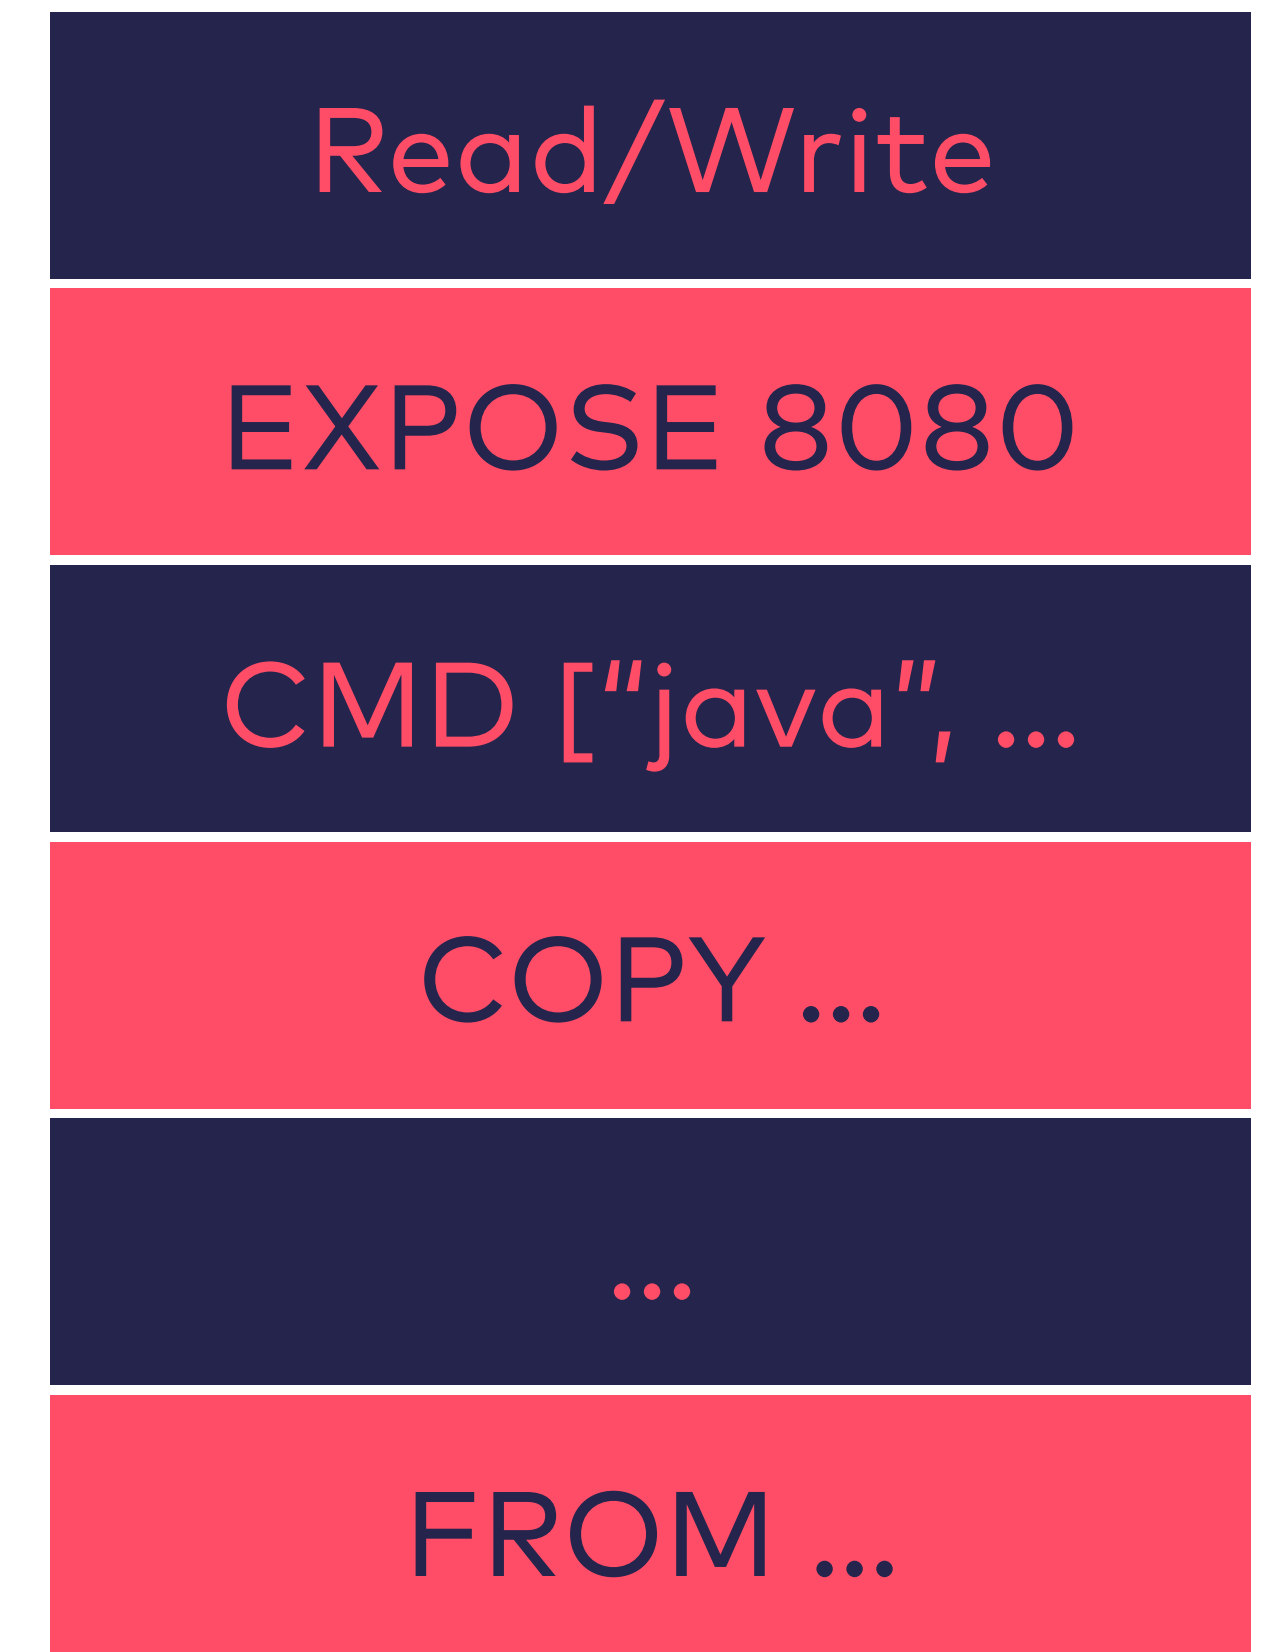 Read/Write
EXPOSE 8080
CMD [“java”, ...
COPY ...
...
FROM ...